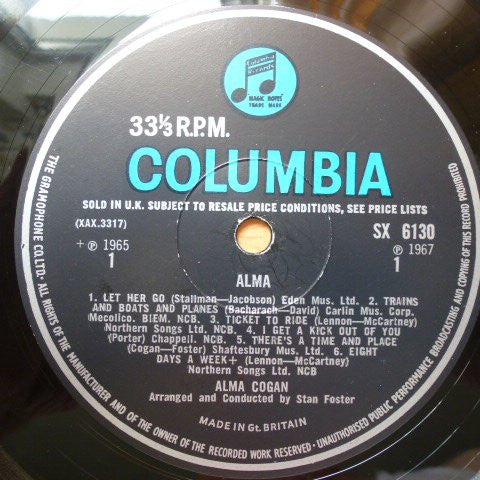 Columbia
Records
MAGIC NOTES
TRADE MARK
33⅓ R.P.M.
COLUMBIA
SOLD IN U.K. SUBJECT TO RESALE PRICE CONDITIONS, SEE PRICE LISTS
(XAX.3317)
SX 6130
+ ℗ 1965
℗ 1967
1
1
ALMA
1. LET HER GO (Stallman—Jacobson) Eden Mus. Ltd. 2. TRAINS
AND BOATS AND PLANES (Bacharach—David) Carlin Mus. Corp.
Mecolico. BIEM. NCB. 3. TICKET TO RIDE (Lennon—McCartney)
Northern Songs Ltd. NCB. 4. I GET A KICK OUT OF YOU
(Porter) Chappell. NCB. 5. THERE'S A TIME AND PLACE
(Cogan—Foster) Shaftesbury Mus. Ltd. 6. EIGHT
DAYS A WEEK+ (Lennon—McCartney)
Northern Songs Ltd. NCB
ALMA COGAN
Arranged and Conducted by Stan Foster
MADE IN GT. BRITAIN
THE GRAMOPHONE CO. LTD. ALL RIGHTS OF THE MANUFACTURER AND OF THE OWNER OF THE RECORDED WORK RESERVED · UNAUTHORISED PUBLIC PERFORMANCE BROADCASTING AND COPYING OF THIS RECORD PROHIBITED